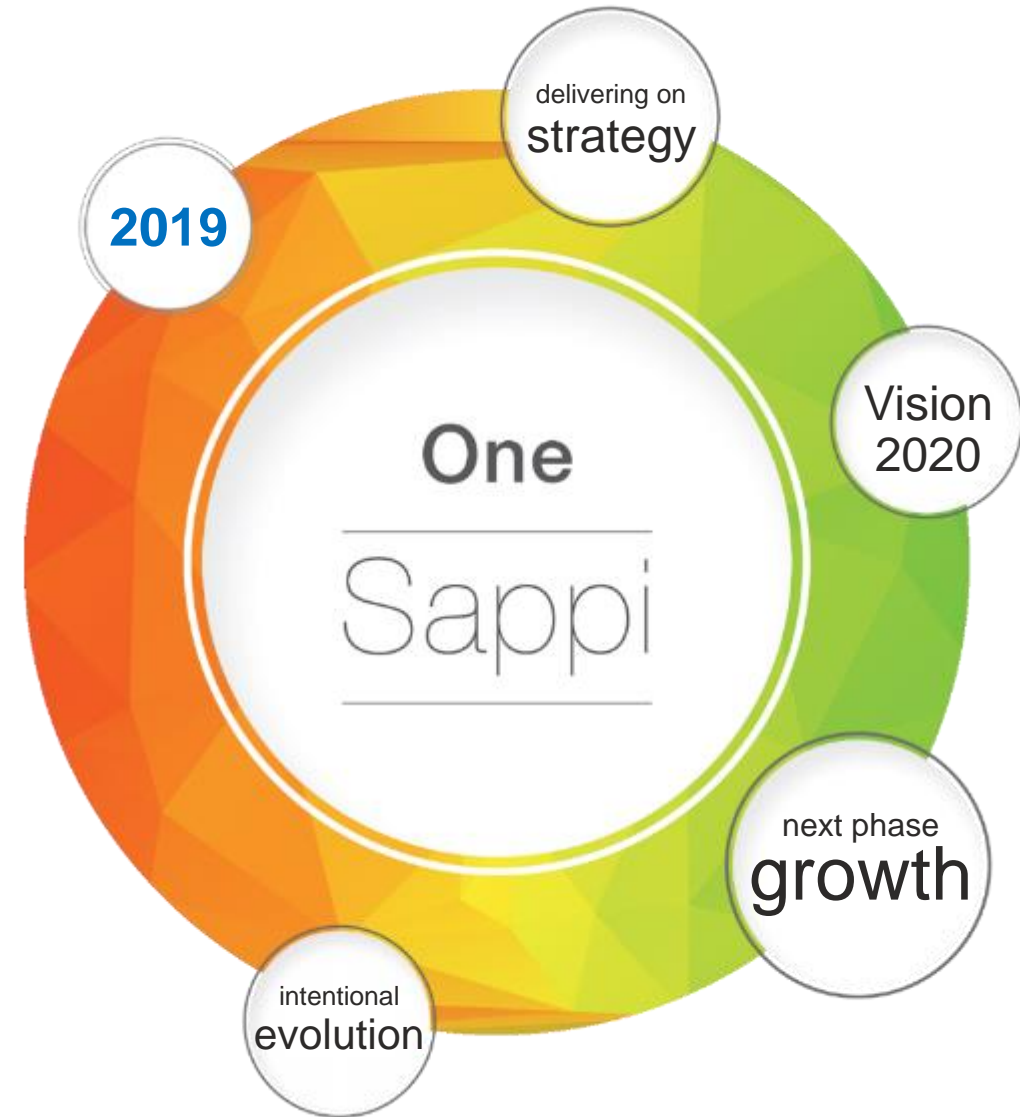 delivering on
strategy
2019
Vision
2020
One
Sappi
next phase
growth
intentional
evolution